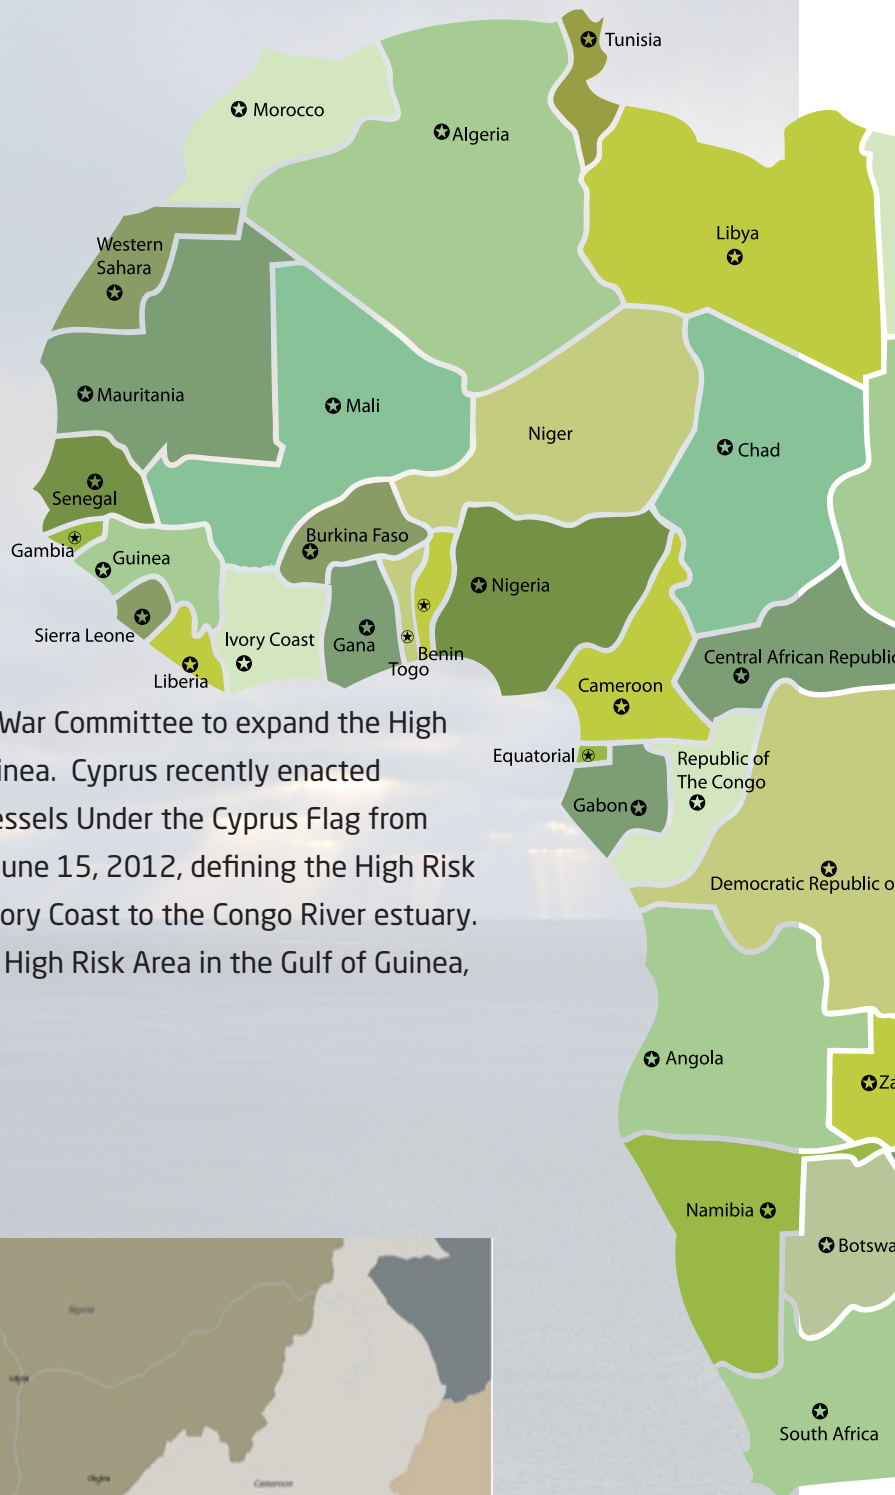 Tunisia
Morocco
Algeria
Libya
Western
Sahara
Mauritania
Mali
Niger
Chad
Senegal
Gambia
Guinea
Burkina Faso
Nigeria
Sierra Leone
Ivory Coast
Gana
Benin
Togo
Liberia
Central African Republic
Cameroon
War Committee to expand the High
inea. Cyprus recently enacted
essels Under the Cyprus Flag from
une 15, 2012, defining the High Risk
ory Coast to the Congo River estuary.
High Risk Area in the Gulf of Guinea,
Equatorial
Republic of
The Congo
Gabon
Democratic Republic o
Angola
Za
Namibia
Botswa
South Africa
Nigeria
Cameroon